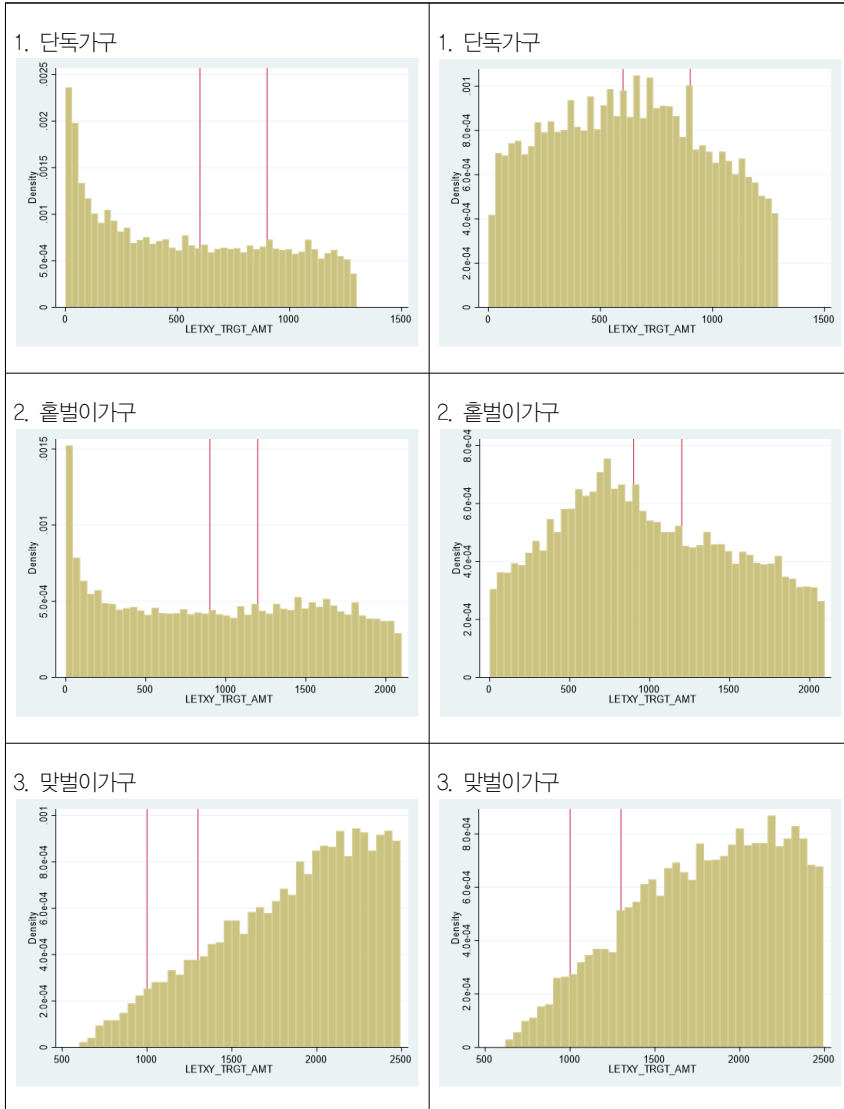 1. 단독가구
Density
0 5.0e-04 .001 .0015 .002 .0025
0 500 1000 1500
LETXY_TRGT_AMT
1. 단독가구
Density
0 2.0e-04 4.0e-04 6.0e-04 8.0e-04 .001
0 500 1000 1500
LETXY_TRGT_AMT
2. 홑벌이가구
Density
0 5.0e-04 .001 .0015
0 500 1000 1500 2000
LETXY_TRGT_AMT
2. 홑벌이가구
Density
0 2.0e-04 4.0e-04 6.0e-04 8.0e-04
0 500 1000 1500 2000
LETXY_TRGT_AMT
3. 맞벌이가구
Density
0 2.0e-04 4.0e-04 6.0e-04 8.0e-04 .001
500 1000 1500 2000 2500
LETXY_TRGT_AMT
3. 맞벌이가구
Density
0 2.0e-04 4.0e-04 6.0e-04 8.0e-04
500 1000 1500 2000 2500
LETXY_TRGT_AMT